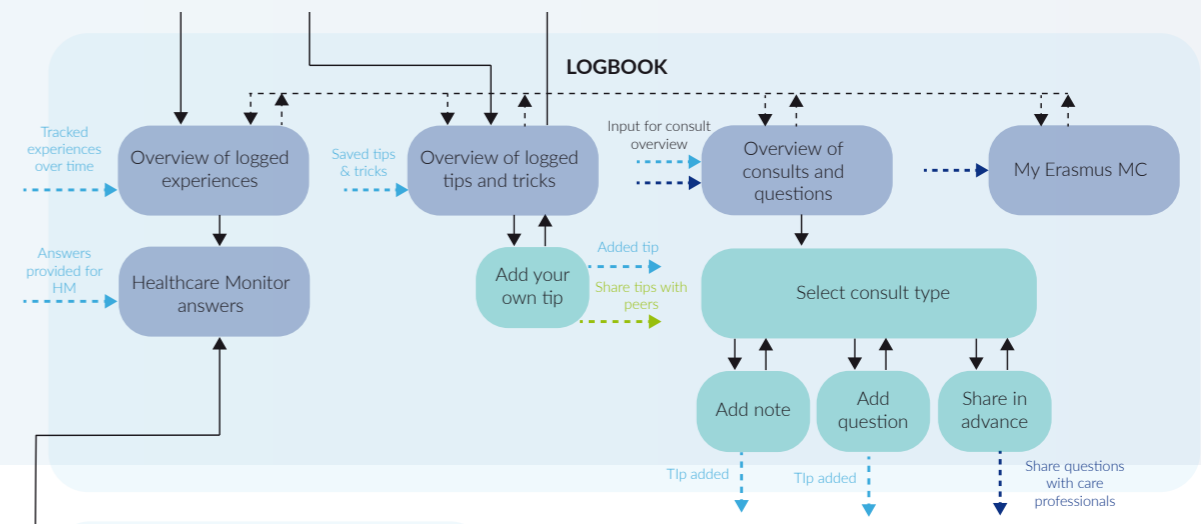 LOGBOOK
Tracked
experiences
over time
Overview of logged
experiences
Saved tips
& tricks
Overview of logged
tips and tricks
Input for consult
overview
Overview of
consults and
questions
My Erasmus MC
Answers
provided for
HM
Healthcare Monitor
answers
Add your
own tip
Added tip
Share tips with
peers
Select consult type
Add note
Add
question
Share in
advance
TIp added
TIp added
Share questions
with care
professionals